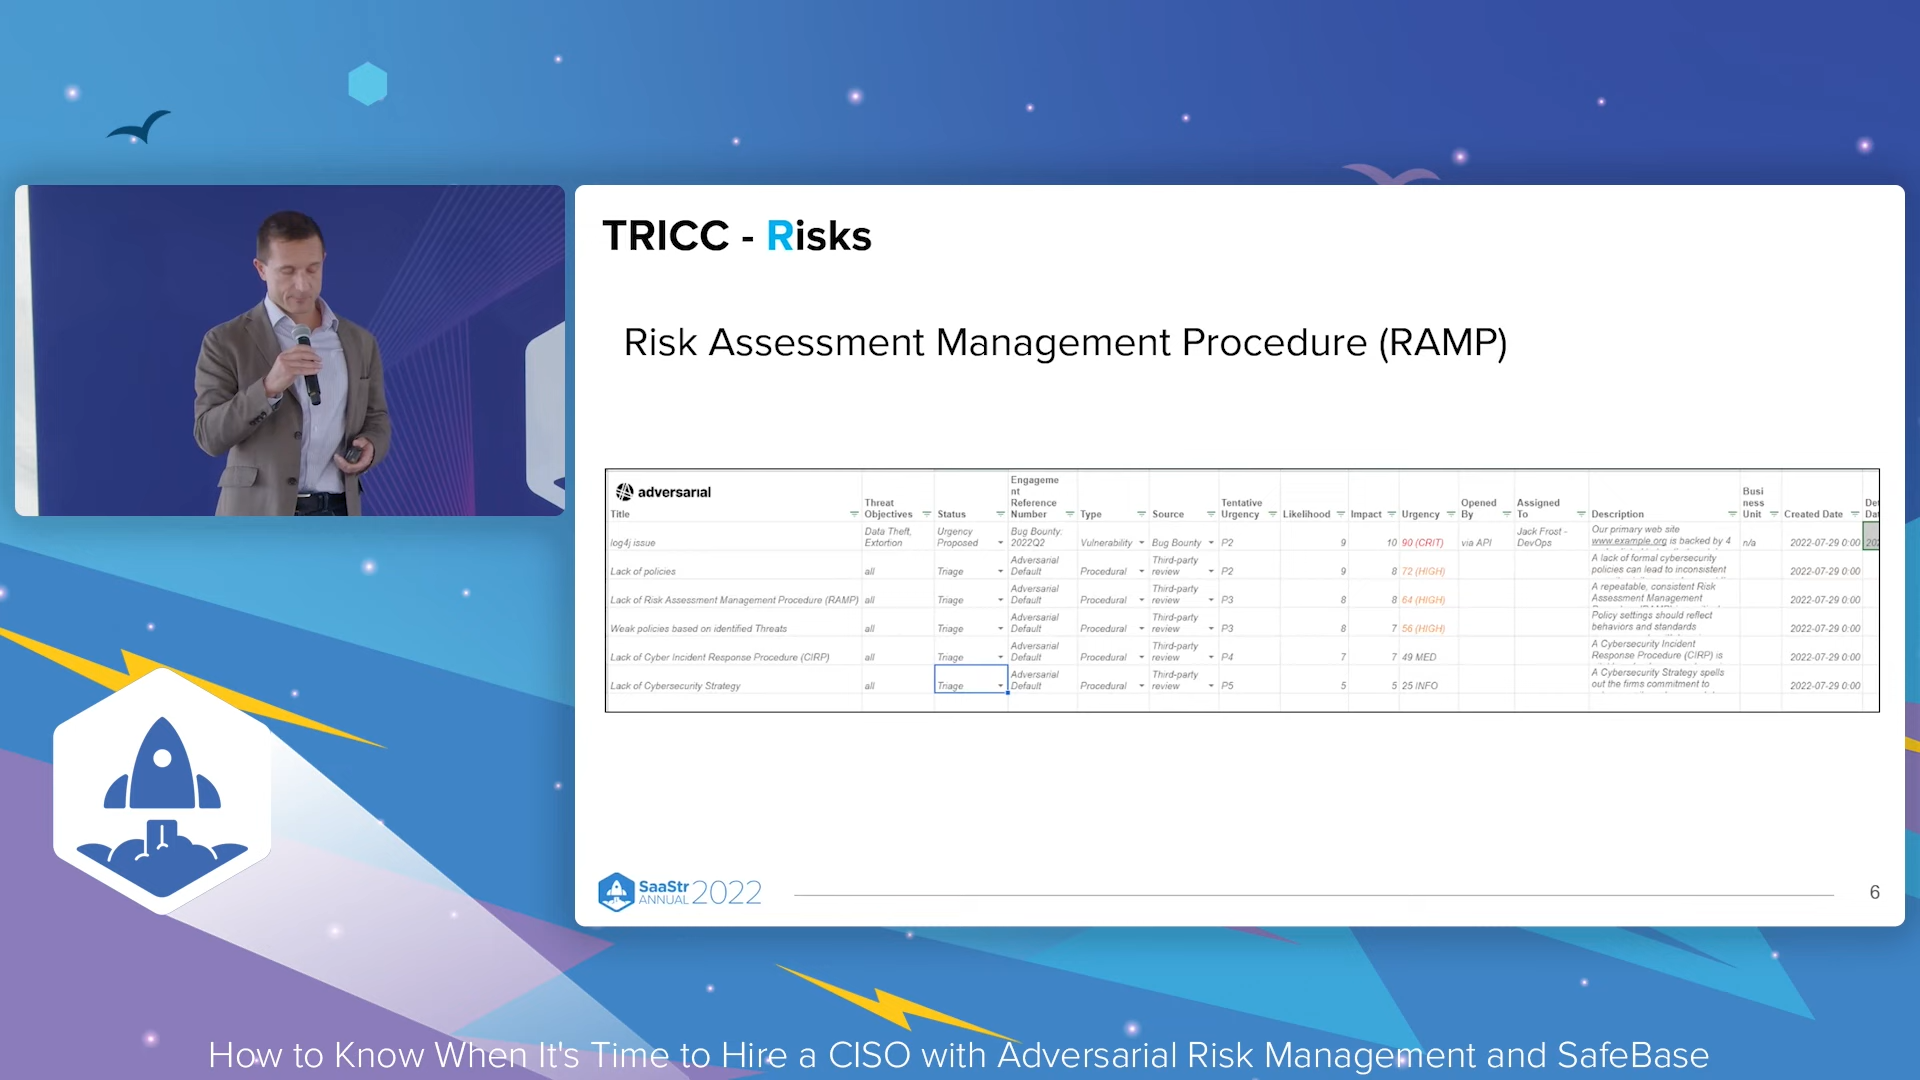 TRICC - Risks
Risk Assessment Management Procedure (RAMP)
adversarial
Title Threat Objectives Status Engageme nt Reference Number Type Source Tentative Urgency Likelihood Impact Urgency Opened By Assigned To Description Busi ness Unit Created Date Det Dat
log4j issue Data Theft, Extortion Urgency Proposed Bug Bounty: 2022Q2 Vulnerability Bug Bounty P2 9 10 90 (CRIT) via API Jack Frost - DevOps Our primary web site www.example.org is backed by 4 n/a 2022-07-29 0:00 202
Lack of policies all Triage Adversarial Default Procedural Third-party review P2 9 8 72 (HIGH) A lack of formal cybersecurity policies can lead to inconsistent 2022-07-29 0:00
Lack of Risk Assessment Management Procedure (RAMP) all Triage Adversarial Default Procedural Third-party review P3 8 8 64 (HIGH) A repeatable, consistent Risk Assessment Management 2022-07-29 0:00
Weak policies based on identified Threats all Triage Adversarial Default Procedural Third-party review P3 8 7 56 (HIGH) Policy settings should reflect behaviors and standards 2022-07-29 0:00
Lack of Cyber Incident Response Procedure (CIRP) all Triage Adversarial Default Procedural Third-party review P4 7 7 49 MED A Cybersecurity Incident Response Procedure (CIRP) is 2022-07-29 0:00
Lack of Cybersecurity Strategy all Triage Adversarial Default Procedural Third-party review P5 5 5 25 INFO A Cybersecurity Strategy spells out the firms commitment to 2022-07-29 0:00
SaaStr ANNUAL 2022
6
How to Know When It's Time to Hire a CISO with Adversarial Risk Management and SafeBase